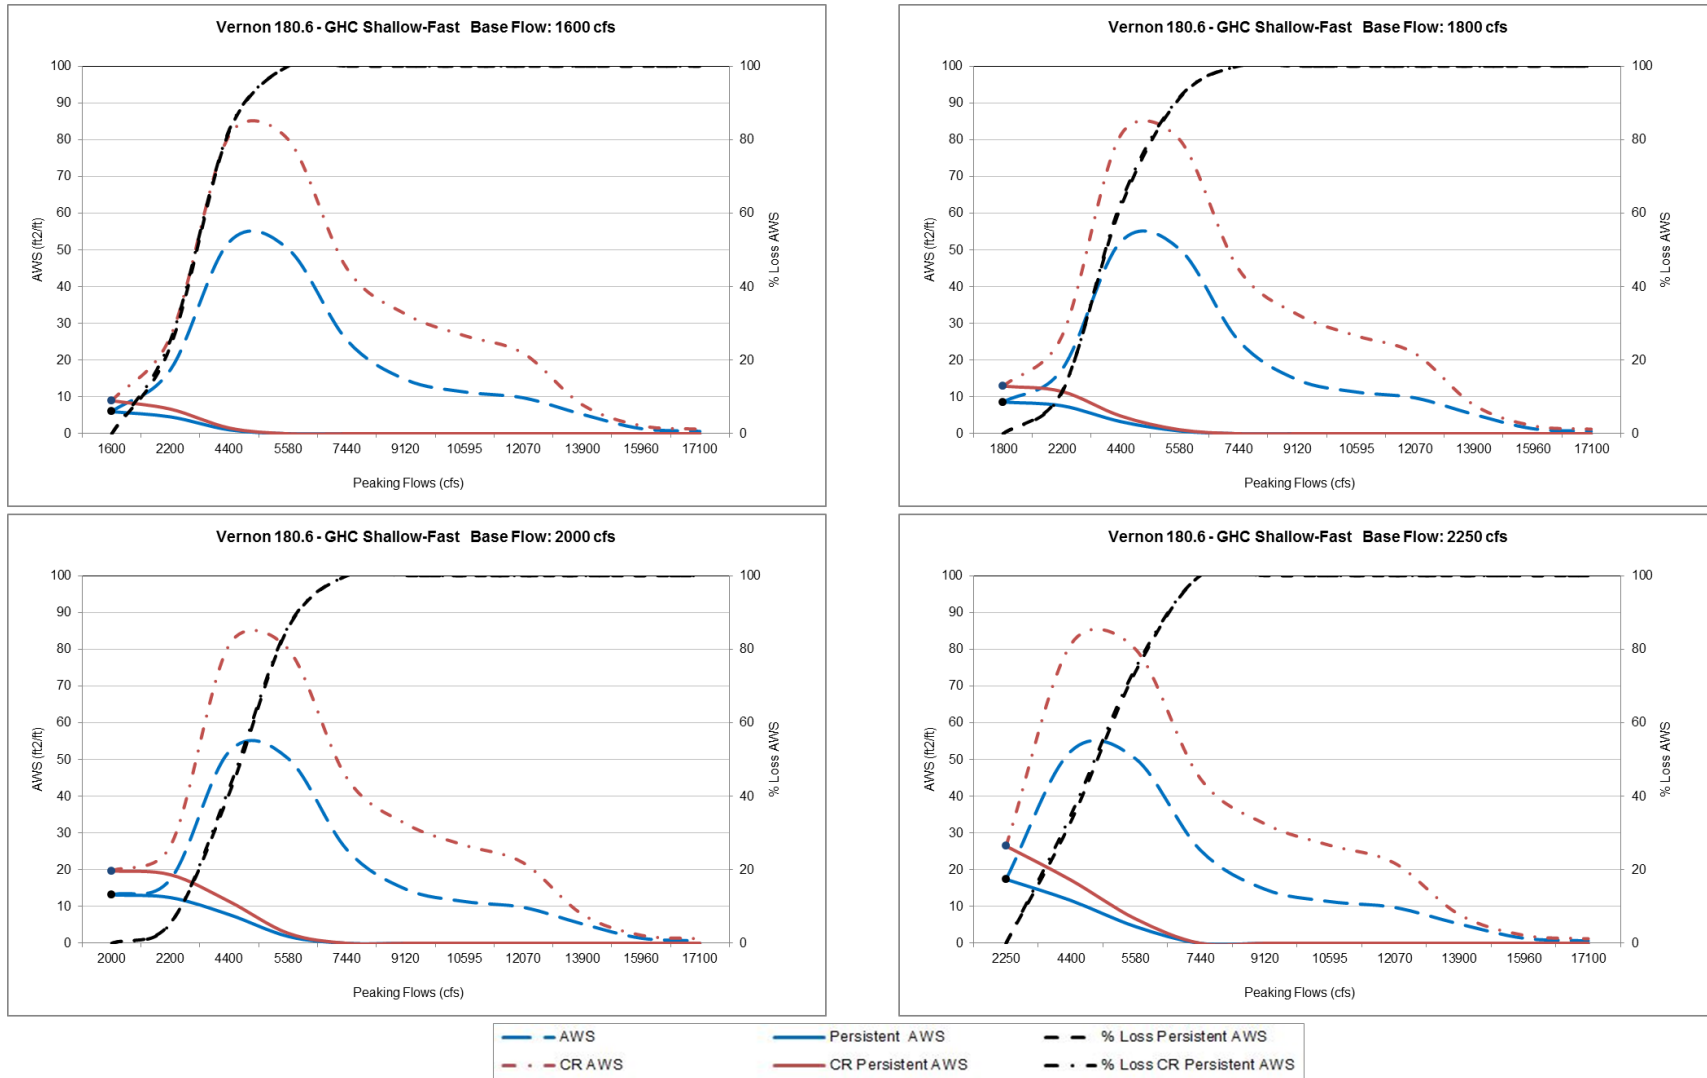 Vernon 180.6 - GHC Shallow-Fast Base Flow: 1600 cfs
100 90 80 70 60 50 40 30 20 10 0
AWS (ft2/ft)
100 80 60 40 20 0
% Loss AWS
1600 2200 4400 5580 7440 9120 10595 12070 13900 15960 17100
Peaking Flows (cfs)
Vernon 180.6 - GHC Shallow-Fast Base Flow: 1800 cfs
100 90 80 70 60 50 40 30 20 10 0
AWS (ft2/ft)
100 80 60 40 20 0
% Loss AWS
1800 2200 4400 5580 7440 9120 10595 12070 13900 15960 17100
Peaking Flows (cfs)
Vernon 180.6 - GHC Shallow-Fast Base Flow: 2000 cfs
100 90 80 70 60 50 40 30 20 10 0
AWS (ft2/ft)
100 80 60 40 20 0
% Loss AWS
2000 2200 4400 5580 7440 9120 10595 12070 13900 15960 17100
Peaking Flows (cfs)
Vernon 180.6 - GHC Shallow-Fast Base Flow: 2250 cfs
100 90 80 70 60 50 40 30 20 10 0
AWS (ft2/ft)
100 80 60 40 20 0
% Loss AWS
2250 4400 5580 7440 9120 10595 12070 13900 15960 17100
Peaking Flows (cfs)
AWS Persistent AWS % Loss Persistent AWS
CR AWS CR Persistent AWS % Loss CR Persistent AWS